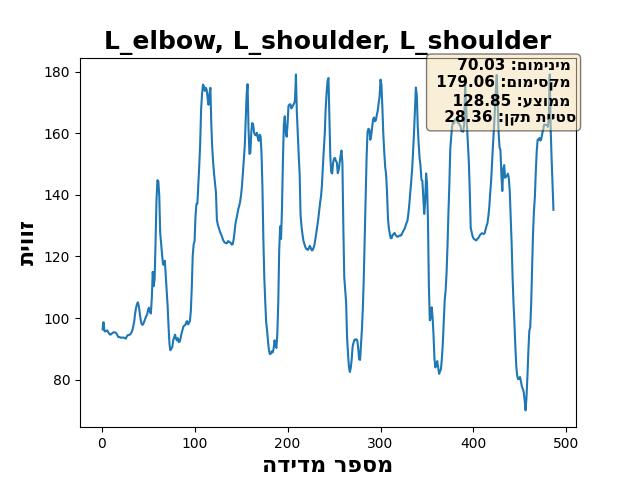 L_elbow, L_shoulder, L_shoulder
מינימום: 70.03
מקסימום: 179.06
ממוצע: 128.85
סטיית תקן: 28.36
180
160
140
120
100
80
זווית
0 100 200 300 400 500
מספר מדידה